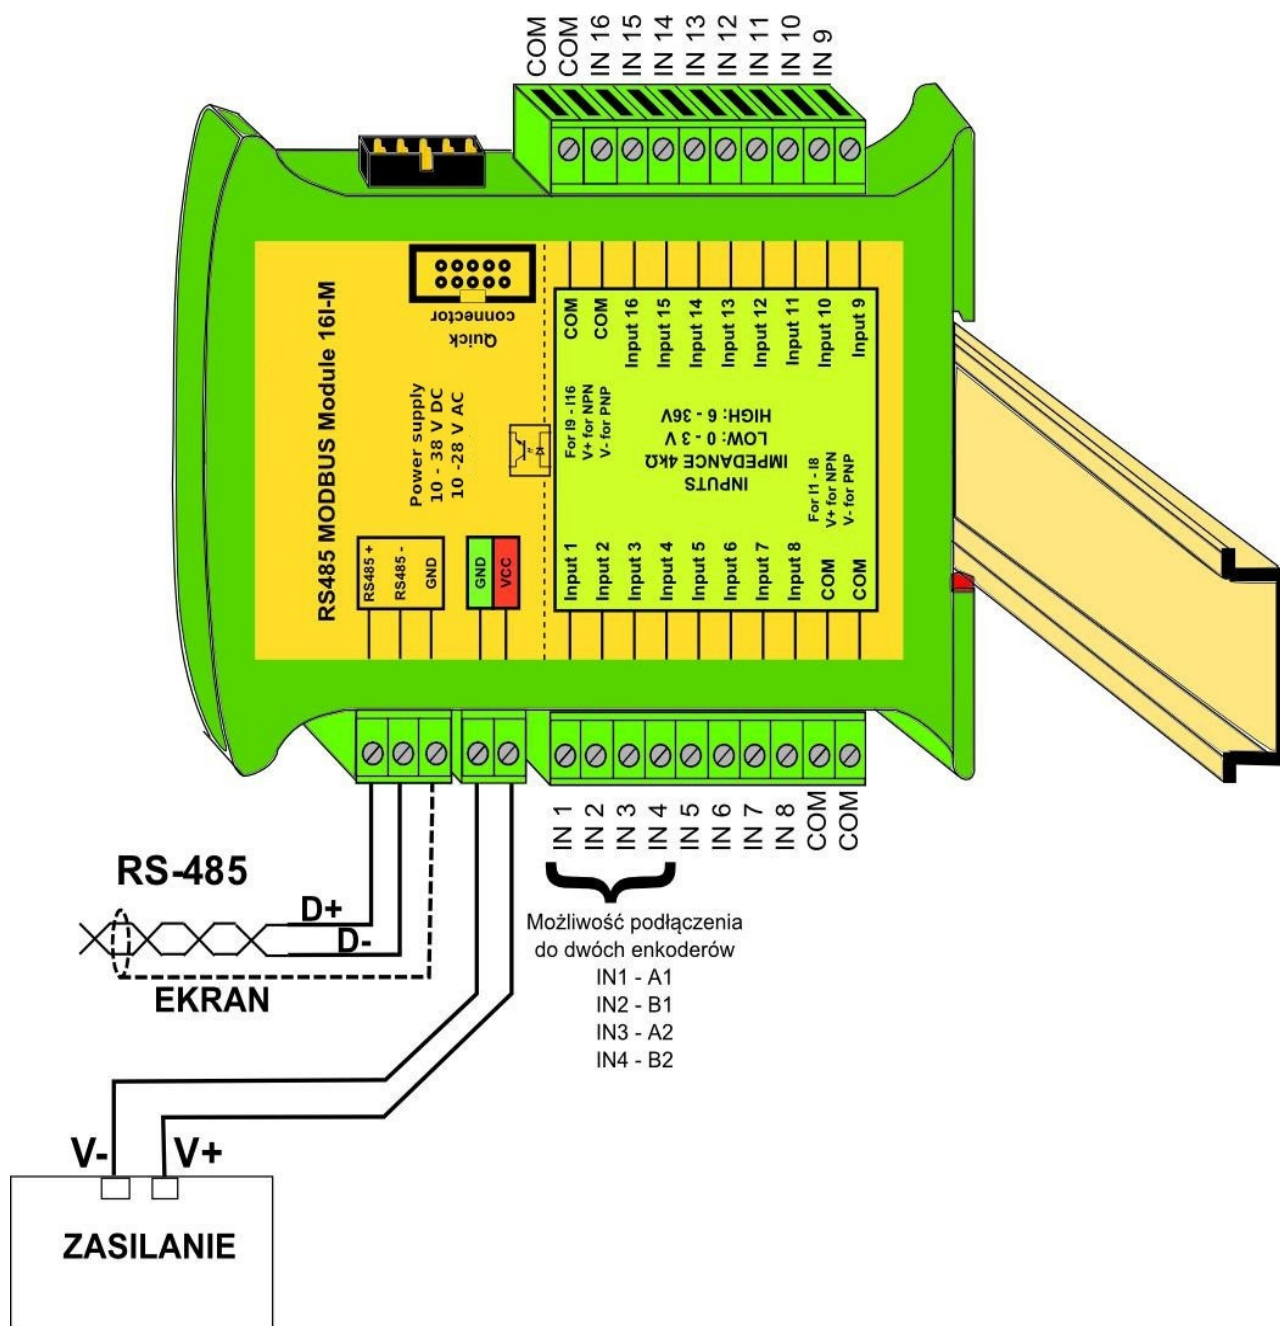 COM
COM
IN 16
IN 15
IN 14
IN 13
IN 12
IN 11
IN 10
IN 9
RS485 MODBUS Module 16I-M
Quick
connector
Power supply
10 - 38 V DC
10 -28 V AC
COM
COM
Input 16
Input 15
Input 14
Input 13
Input 12
Input 11
Input 10
Input 9
For I9 - I16
V+ for NPN
V- for PNP
INPUTS
IMPEDANCE 4kΩ
LOW: 0 - 3 V
HIGH: 6 - 36V
For I1 - I8
V+ for NPN
V- for PNP
RS485 +
RS485 -
GND
GND
VCC
Input 1
Input 2
Input 3
Input 4
Input 5
Input 6
Input 7
Input 8
COM
COM
IN 1
IN 2
IN 3
IN 4
IN 5
IN 6
IN 7
IN 8
COM
COM
RS-485
D+
D-
EKRAN
Możliwość podłączenia
do dwóch enkoderów
IN1 - A1
IN2 - B1
IN3 - A2
IN4 - B2
V-
V+
ZASILANIE